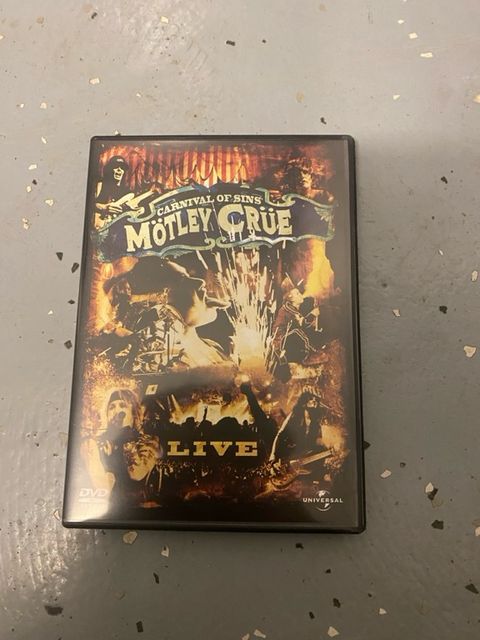 CARNIVAL OF SINS
MÖTLEY CRÜE
LIVE
DVD
UNIVERSAL